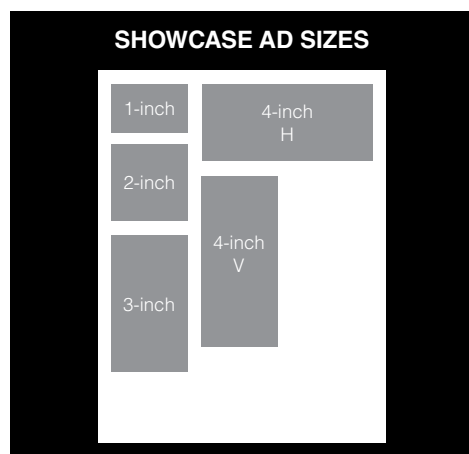 SHOWCASE AD SIZES
1-inch
4-inch
H
2-inch
4-inch
V
3-inch